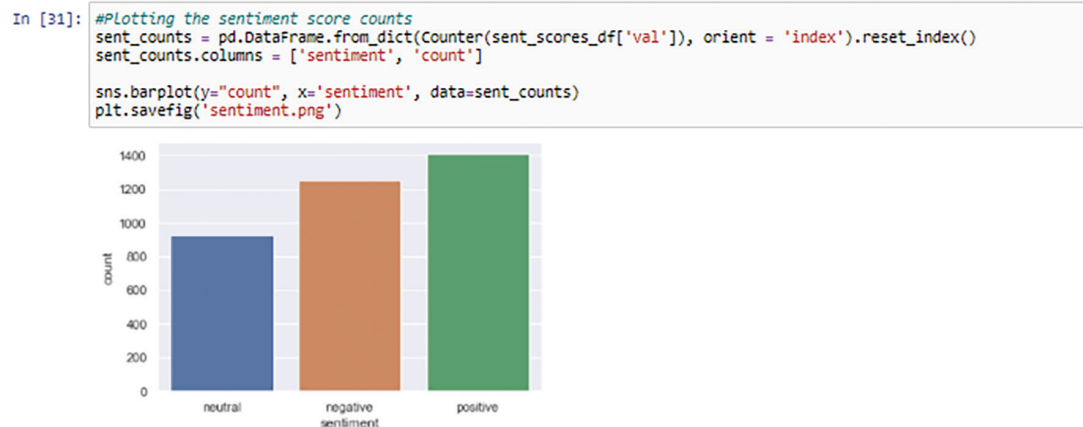 In [31]: #Plotting the sentiment score counts
sent_counts = pd.DataFrame.from_dict(Counter(sent_scores_df['val']), orient = 'index').reset_index()
sent_counts.columns = ['sentiment', 'count']
sns.barplot(y="count", x='sentiment', data=sent_counts)
plt.savefig('sentiment.png')
1400
1200
1000
800
600
400
200
0
count
neutral negative positive
sentiment